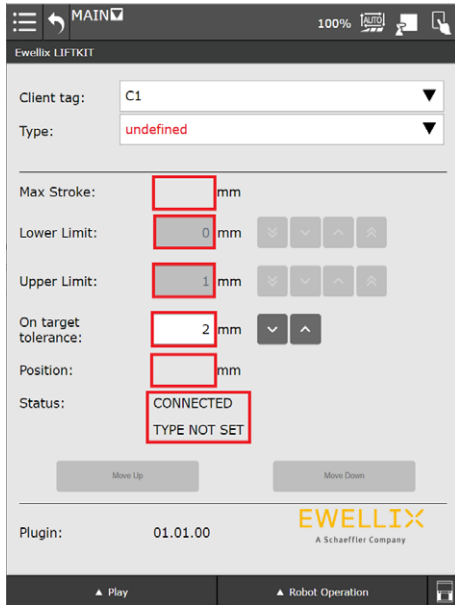 MAIN
100%
AUTO
Ewellix LIFTKIT
Client tag: C1
Type: undefined
Max Stroke: mm
Lower Limit: 0 mm
Upper Limit: 1 mm
On target
tolerance: 2 mm
Position: mm
Status: CONNECTED
TYPE NOT SET
Move Up Move Down
Plugin: 01.01.00
EWELLIX
A Schaeffler Company
Play Robot Operation